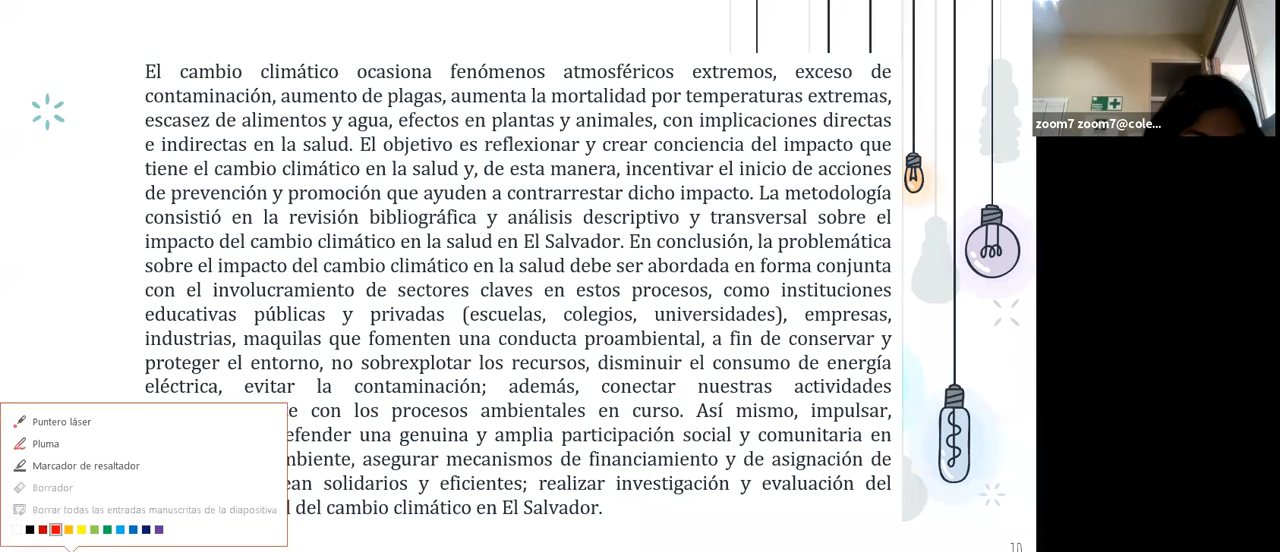 El cambio climático ocasiona fenómenos atmosféricos extremos, exceso de
contaminación, aumento de plagas, aumenta la mortalidad por temperaturas extremas,
escasez de alimentos y agua, efectos en plantas y animales, con implicaciones directas
e indirectas en la salud. El objetivo es reflexionar y crear conciencia del impacto que
tiene el cambio climático en la salud y, de esta manera, incentivar el inicio de acciones
de prevención y promoción que ayuden a contrarrestar dicho impacto. La metodología
consistió en la revisión bibliográfica y análisis descriptivo y transversal sobre el
impacto del cambio climático en la salud en El Salvador. En conclusión, la problemática
sobre el impacto del cambio climático en la salud debe ser abordada en forma conjunta
con el involucramiento de sectores claves en estos procesos, como instituciones
educativas públicas y privadas (escuelas, colegios, universidades), empresas,
industrias, maquilas que fomenten una conducta proambiental, a fin de conservar y
proteger el entorno, no sobrexplotar los recursos, disminuir el consumo de energía
eléctrica, evitar la contaminación; además, conectar nuestras actividades
e con los procesos ambientales en curso. Así mismo, impulsar,
efender una genuina y amplia participación social y comunitaria en
mbiente, asegurar mecanismos de financiamiento y de asignación de
ean solidarios y eficientes; realizar investigación y evaluación del
l del cambio climático en El Salvador.
Puntero láser
Pluma
Marcador de resaltador
Borrador
Borrar todas las entradas manuscritas de la diapositiva
zoom7 zoom7@cole...